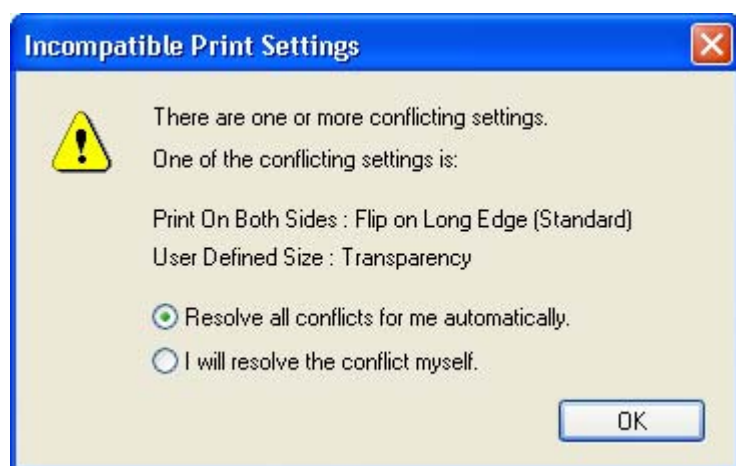 Incompatible Print Settings
There are one or more conflicting settings.
One of the conflicting settings is:
Print On Both Sides : Flip on Long Edge (Standard)
User Defined Size : Transparency
Resolve all conflicts for me automatically.
I will resolve the conflict myself.
OK